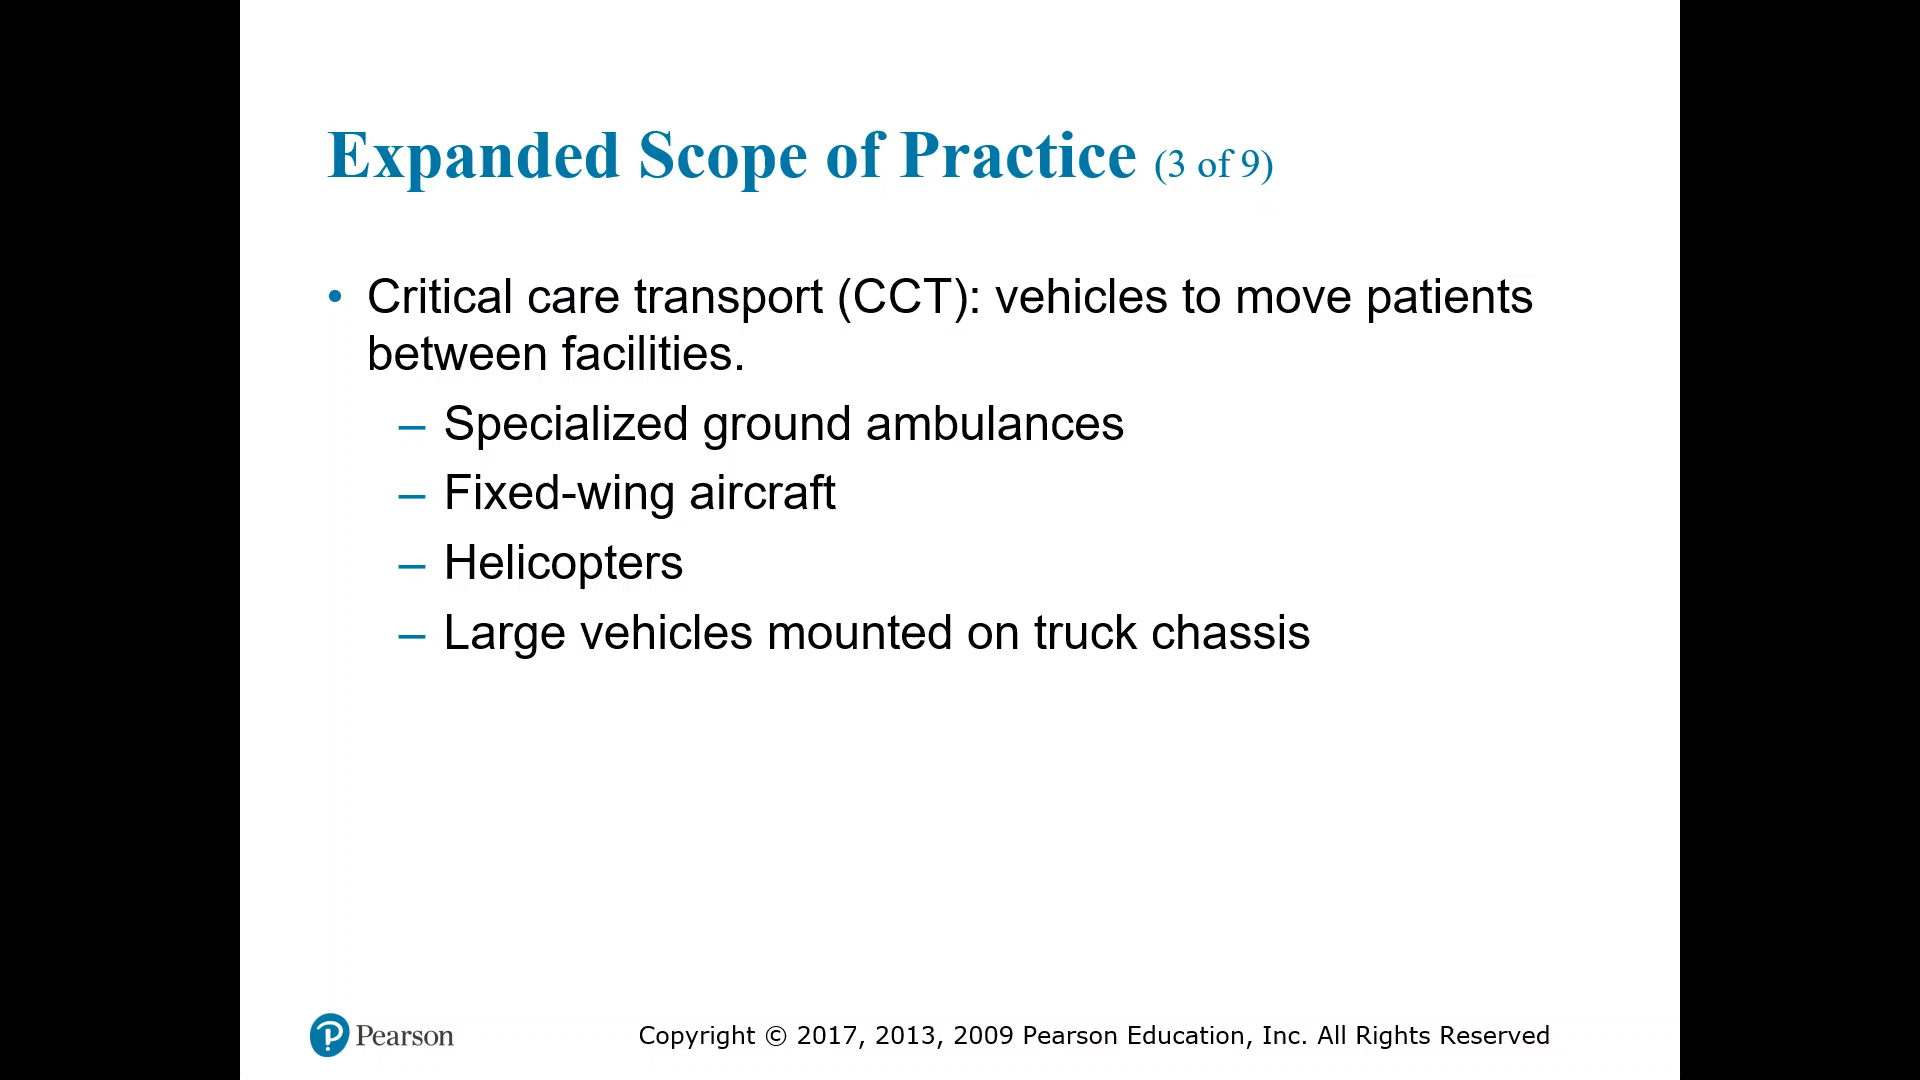 Expanded Scope of Practice (3 of 9)
• Critical care transport (CCT): vehicles to move patients
between facilities.
– Specialized ground ambulances
– Fixed-wing aircraft
– Helicopters
– Large vehicles mounted on truck chassis
P Pearson
Copyright © 2017, 2013, 2009 Pearson Education, Inc. All Rights Reserved